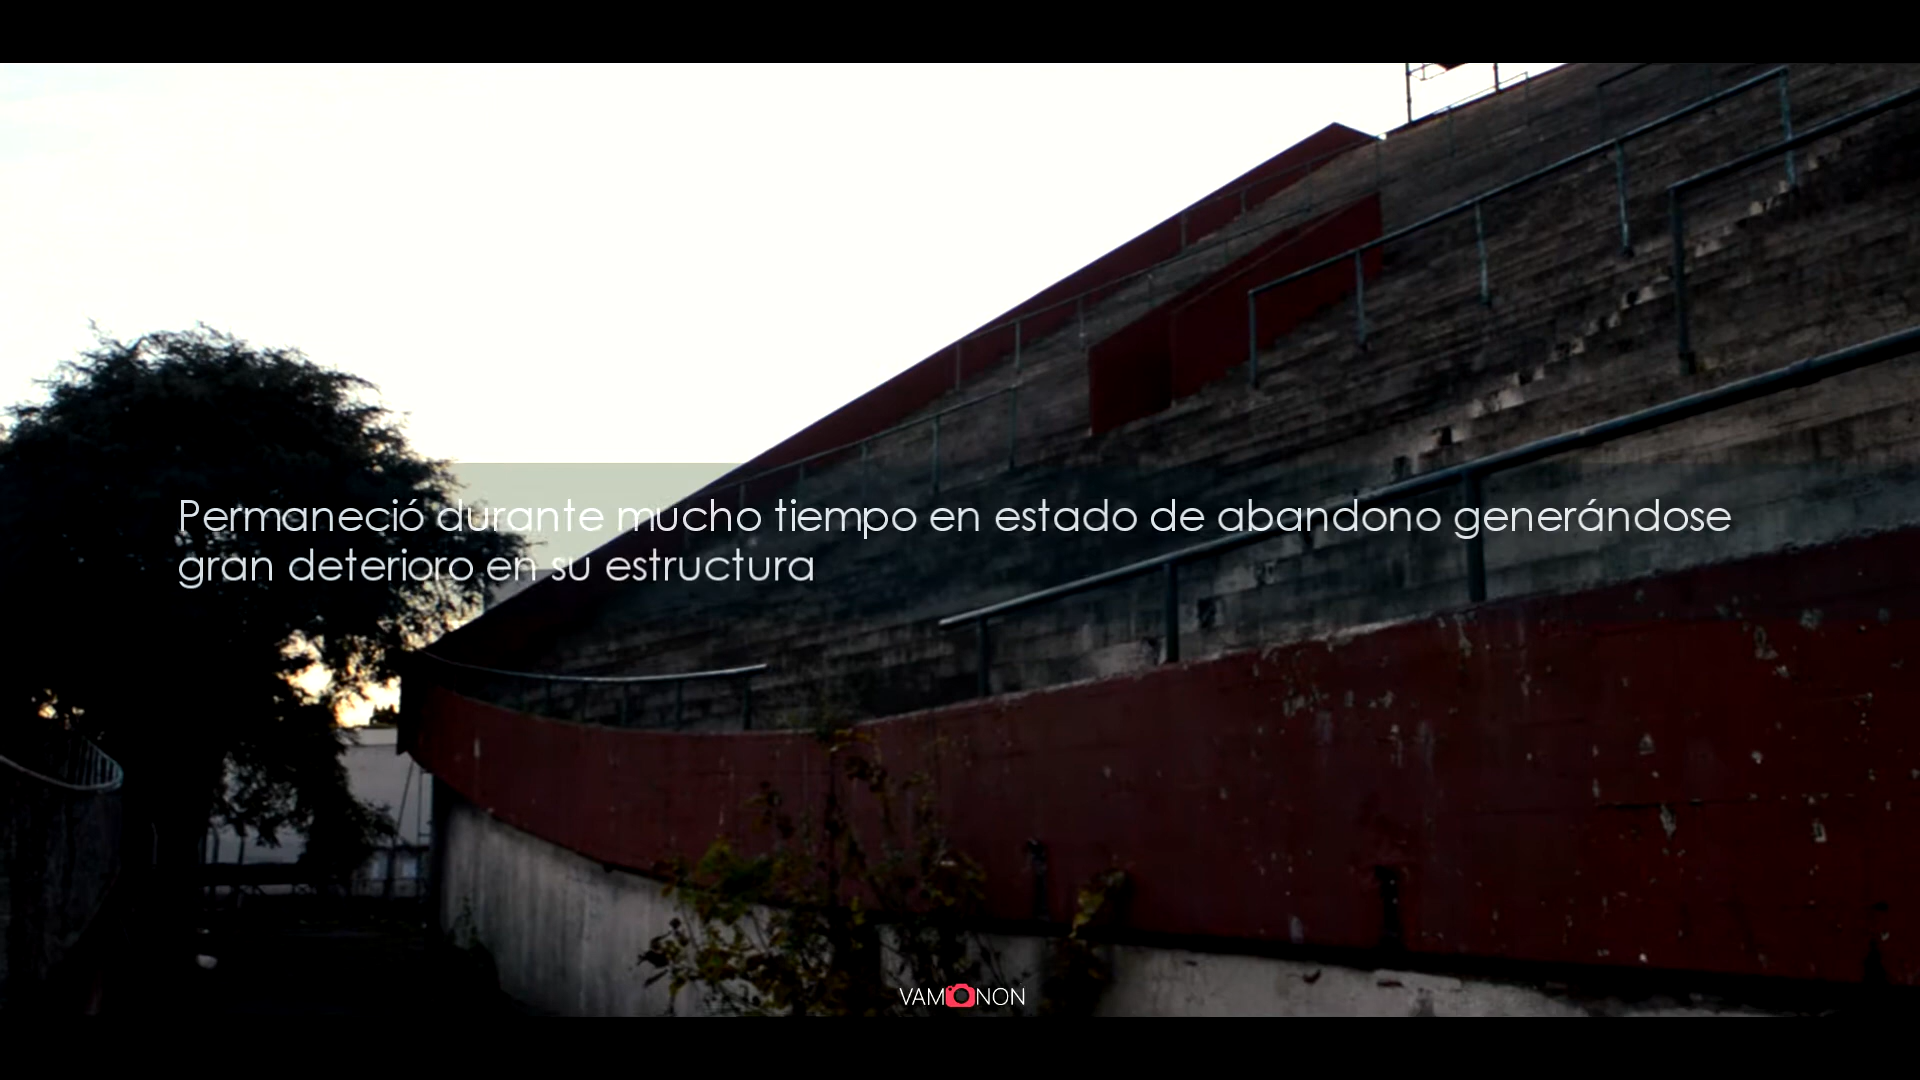 Permaneció durante mucho tiempo en estado de abandono generándose
gran deterioro en su estructura
VAMONON